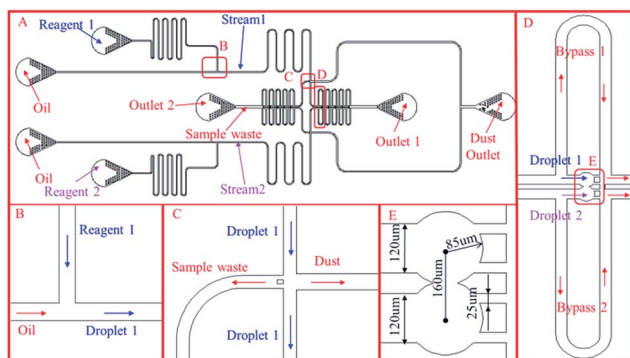 A
Reagent 1
Stream1
B
Oil
C
D
Outlet 2
Sample waste
Outlet 1
Dust
Outlet
Oil
Reagent 2
Stream2
D
Bypass 1
Droplet 1
E
Droplet 2
Bypass 2
B
Reagent 1
Oil
Droplet 1
C
Droplet 1
Sample waste
Dust
Droplet 1
E
120um
85um
160um
120um
25um